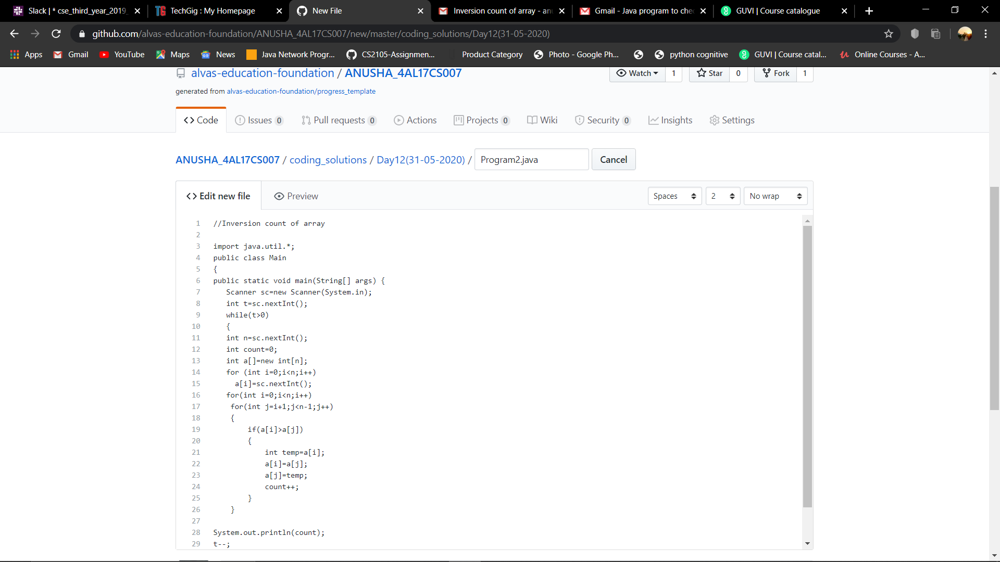 Slack | * cse_third_year_2019_
TechGig : My Homepage
New File
Inversion count of array - anu
Gmail - Java program to chec
GUVI | Course catalogue
github.com/alvas-education-foundation/ANUSHA_4AL17CS007/new/master/coding_solutions/Day12(31-05-2020)
Apps Gmail YouTube Maps News Java Network Progr... CS2105-Assignmen... Product Category Photo - Google Ph... python cognitive GUVI | Course catal... Online Courses - A...
alvas-education-foundation / ANUSHA_4AL17CS007
Watch 1 Star 0 Fork 1
generated from alvas-education-foundation/progress_template
Code Issues 0 Pull requests 0 Actions Projects 0 Wiki Security 0 Insights Settings
ANUSHA_4AL17CS007 / coding_solutions / Day12(31-05-2020) / Program2.java Cancel
Edit new file Preview Spaces 2 No wrap
1 //Inversion count of array
2
3 import java.util.*;
4 public class Main
5 {
6 public static void main(String[] args) {
7 Scanner sc=new Scanner(System.in);
8 int t=sc.nextInt();
9 while(t>0)
10 {
11 int n=sc.nextInt();
12 int count=0;
13 int a[]=new int[n];
14 for (int i=0;i<n;i++)
15 a[i]=sc.nextInt();
16 for(int i=0;i<n;i++)
17 for(int j=i+1;j<n-1;j++)
18 {
19 if(a[i]>a[j])
20 {
21 int temp=a[i];
22 a[i]=a[j];
23 a[j]=temp;
24 count++;
25 }
26 }
27
28 System.out.println(count);
29 t--;